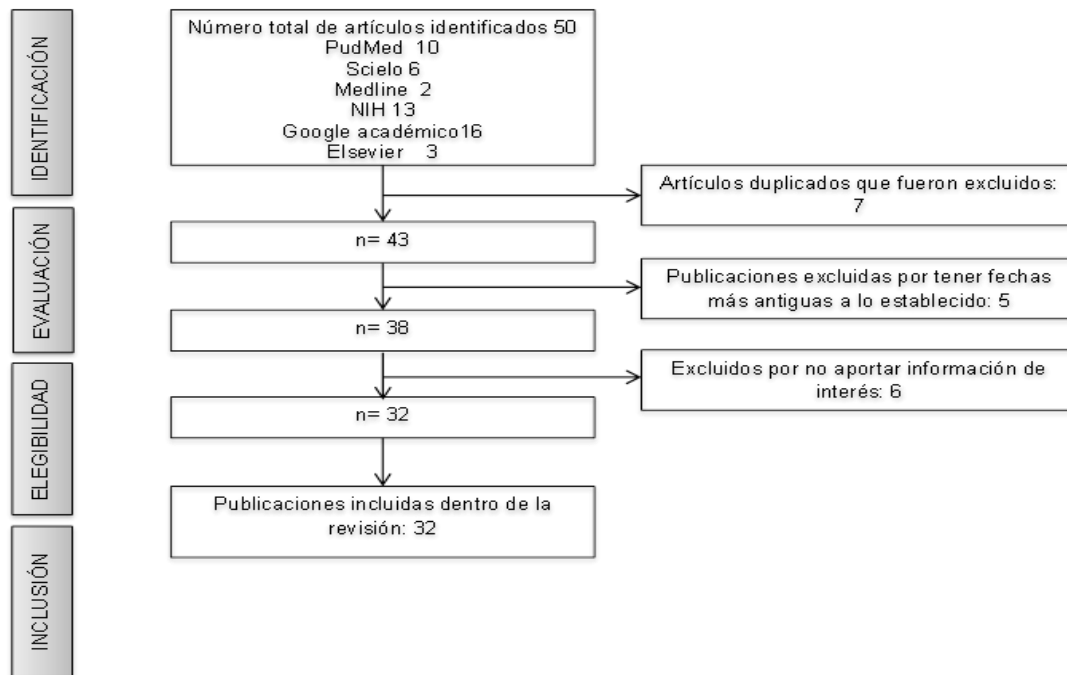 IDENTIFICACIÓN
Número total de artículos identificados 50
PudMed 10
Scielo 6
Medline 2
NIH 13
Google académico16
Elsevier 3
Artículos duplicados que fueron excluidos:
7
EVALUACIÓN
n= 43
Publicaciones excluidas por tener fechas
más antiguas a lo establecido: 5
n= 38
ELEGIBILIDAD
Excluidos por no aportar información de
interés: 6
n= 32
Publicaciones incluidas dentro de la
revisión: 32
INCLUSIÓN